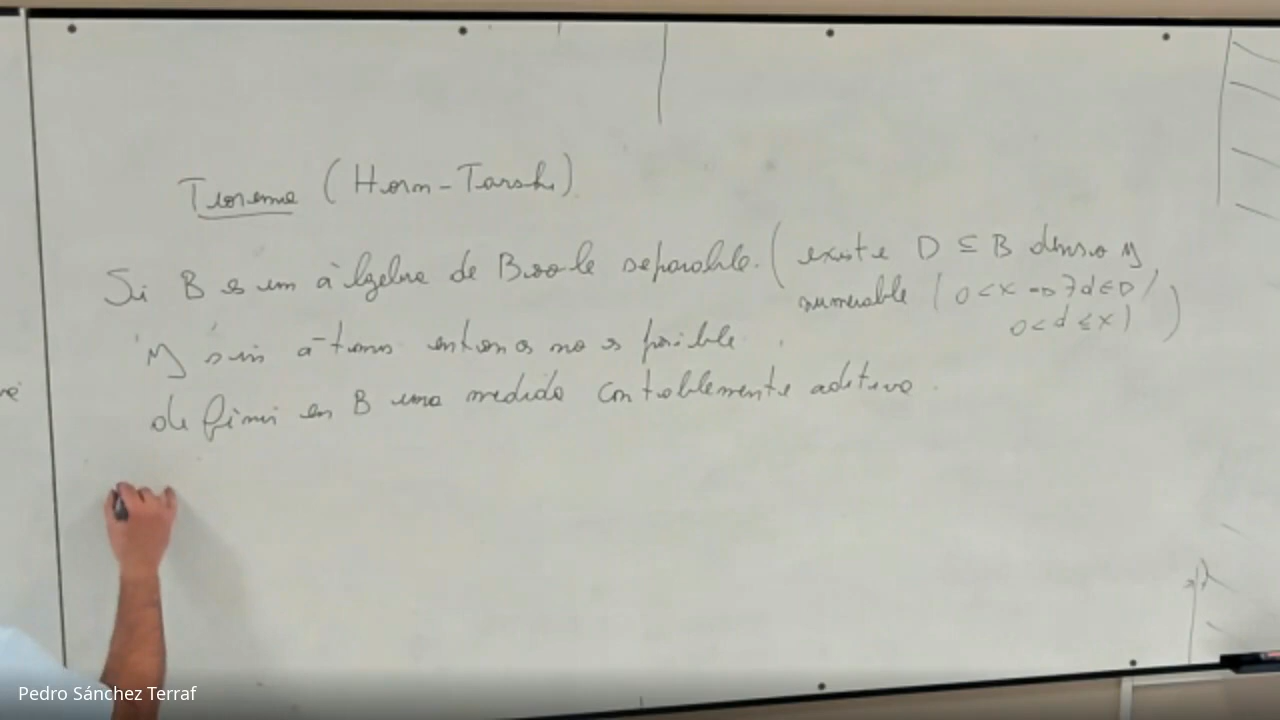 Teorema (Horn-Tarski)
Si B es un álgebra de Boole separable. (existe D ⊆ B denso y
numerable (0<x ⇒ ∃d∈D /
0<d≤x) )
y sin átomos entonces no es posible
definir en B una medida contablemente aditiva.
Pedro Sánchez Terraf